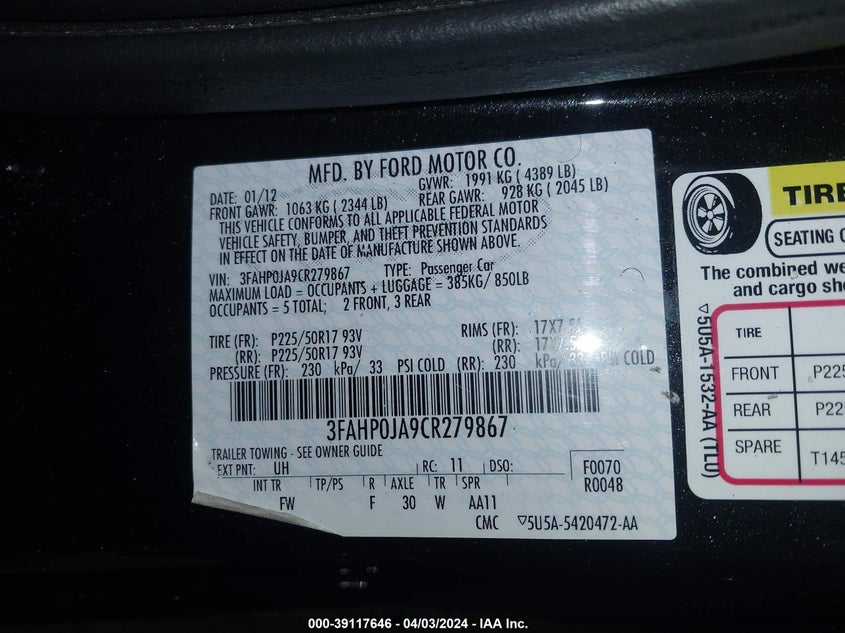 MFD. BY FORD MOTOR CO.
DATE: 01/12 GVWR: 1991 KG ( 4389 LB)
FRONT GAWR: 1063 KG ( 2344 LB) REAR GAWR: 928 KG ( 2045 LB)
THIS VEHICLE CONFORMS TO ALL APPLICABLE FEDERAL MOTOR
VEHICLE SAFETY, BUMPER, AND THEFT PREVENTION STANDARDS
IN EFFECT ON THE DATE OF MANUFACTURE SHOWN ABOVE.
VIN: 3FAHP0JA9CR279867 TYPE: Passenger Car
MAXIMUM LOAD = OCCUPANTS + LUGGAGE = 385KG/ 850LB
OCCUPANTS = 5 TOTAL; 2 FRONT, 3 REAR
TIRE (FR): P225/50R17 93V RIMS (FR): 17X7.5
(RR): P225/50R17 93V (RR):
PRESSURE (FR): 230 kPa/ 33 PSI COLD (RR): 230 kPa/ PSI COLD
3FAHP0JA9CR279867
TRAILER TOWING - SEE OWNER GUIDE
EXT PNT: UH RC: 11 DSO: F0070
R0048
INT TR TP/PS R AXLE TR SPR
FW F 30 W AA11
CMC ▽5U5A-5420472-AA
TIRE
SEATING
The combined
and cargo
▽5U5A-1532-AA (TL0)
TIRE
FRONT P225
REAR P22
SPARE T145
000-39117646 - 04/03/2024 - IAA Inc.